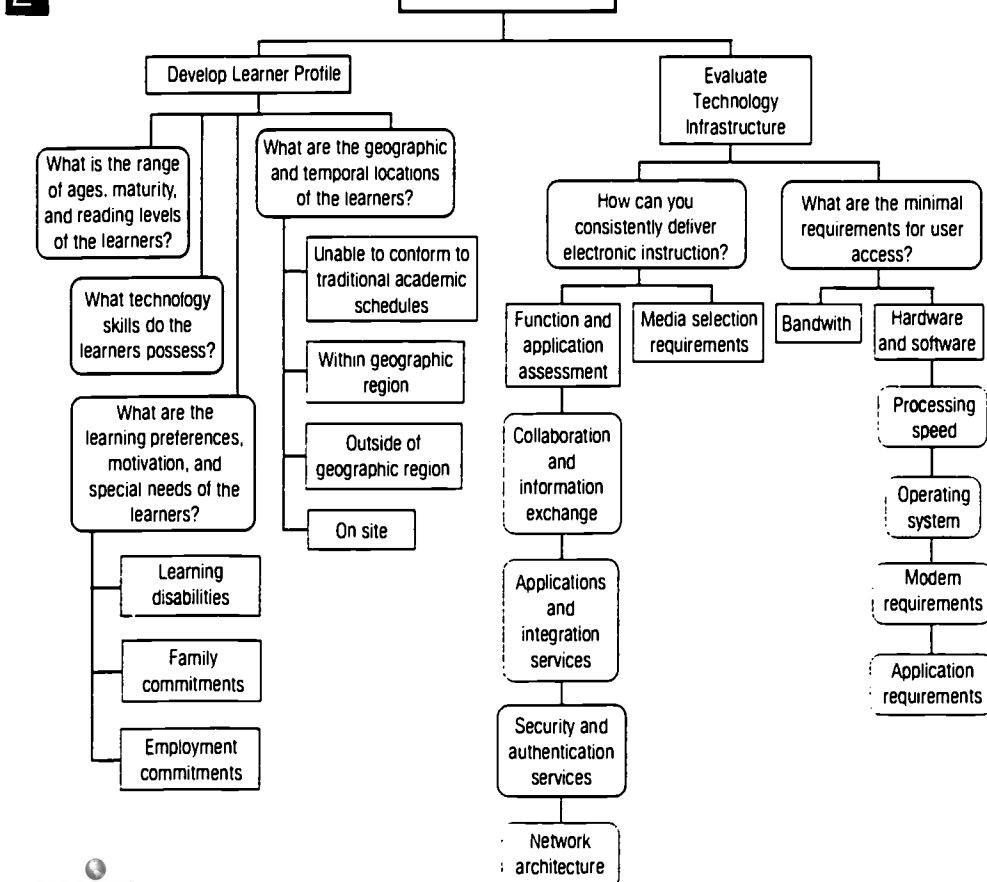 Develop Learner Profile
What is the range
of ages. maturity,
and reading levels
of the learners?
What technology
skills do the
learners possess?
What are the
learning preferences,
motivation, and
special needs of the
learners?
Learning
disabilities
Family
commitments
Employment
commitments
What are the geographic
and temporal locations
of the learners?
Unable to conform to
traditional academic
schedules
Within geographic
region
Outside of
geographic region
On site
Evaluate
Technology
Infrastructure
How can you
consistently deliver
electronic instruction?
Function and
application
assessment
Collaboration
and
information
exchange
Applications
and
integration
services
Security and
authentication
services
Network
architecture
Media selection
requirements
What are the minimal
requirements for user
access?
Bandwith
Hardware
and software
Processing
speed
Operating
system
Modem
requirements
Application
requirements